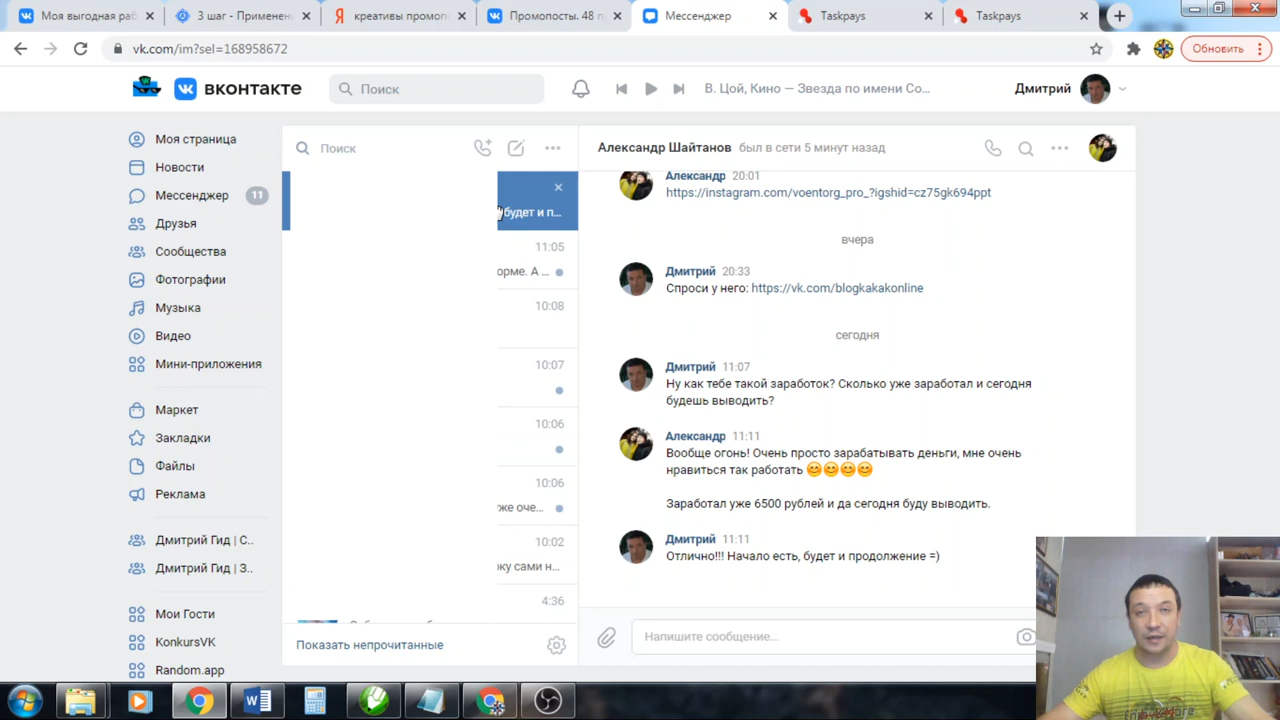 Моя выгодная раб
3 шаг - Применен
креативы промоп
Промопосты. 48 п
Мессенджер
Taskpays
Taskpays
vk.com/im?sel=168958672
Обновить
вконтакте
Поиск
В. Цой, Кино — Звезда по имени Со...
Дмитрий
Моя страница
Новости
Мессенджер 11
Друзья
Сообщества
Фотографии
Музыка
Видео
Мини-приложения
Маркет
Закладки
Файлы
Реклама
Дмитрий Гид | С..
Дмитрий Гид | З..
Мои Гости
KonkursVK
Random.app
Поиск
будет и п...
11:05
орме. А ...
10:08
10:07
10:06
10:06
же оче...
10:02
рку сами н...
4:36
Показать непрочитанные
Александр Шайтанов был в сети 5 минут назад
Александр 20:01
https://instagram.com/voentorg_pro_?igshid=cz75gk694ppt
вчера
Дмитрий 20:33
Спроси у него: https://vk.com/blogkakakonline
сегодня
Дмитрий 11:07
Ну как тебе такой заработок? Сколько уже заработал и сегодня
будешь выводить?
Александр 11:11
Вообще огонь! Очень просто зарабатывать деньги, мне очень
нравиться так работать 😊😊😊😊
Заработал уже 6500 рублей и да сегодня буду выводить.
Дмитрий 11:11
Отлично!!! Начало есть, будет и продолжение =)
Напишите сообщение...